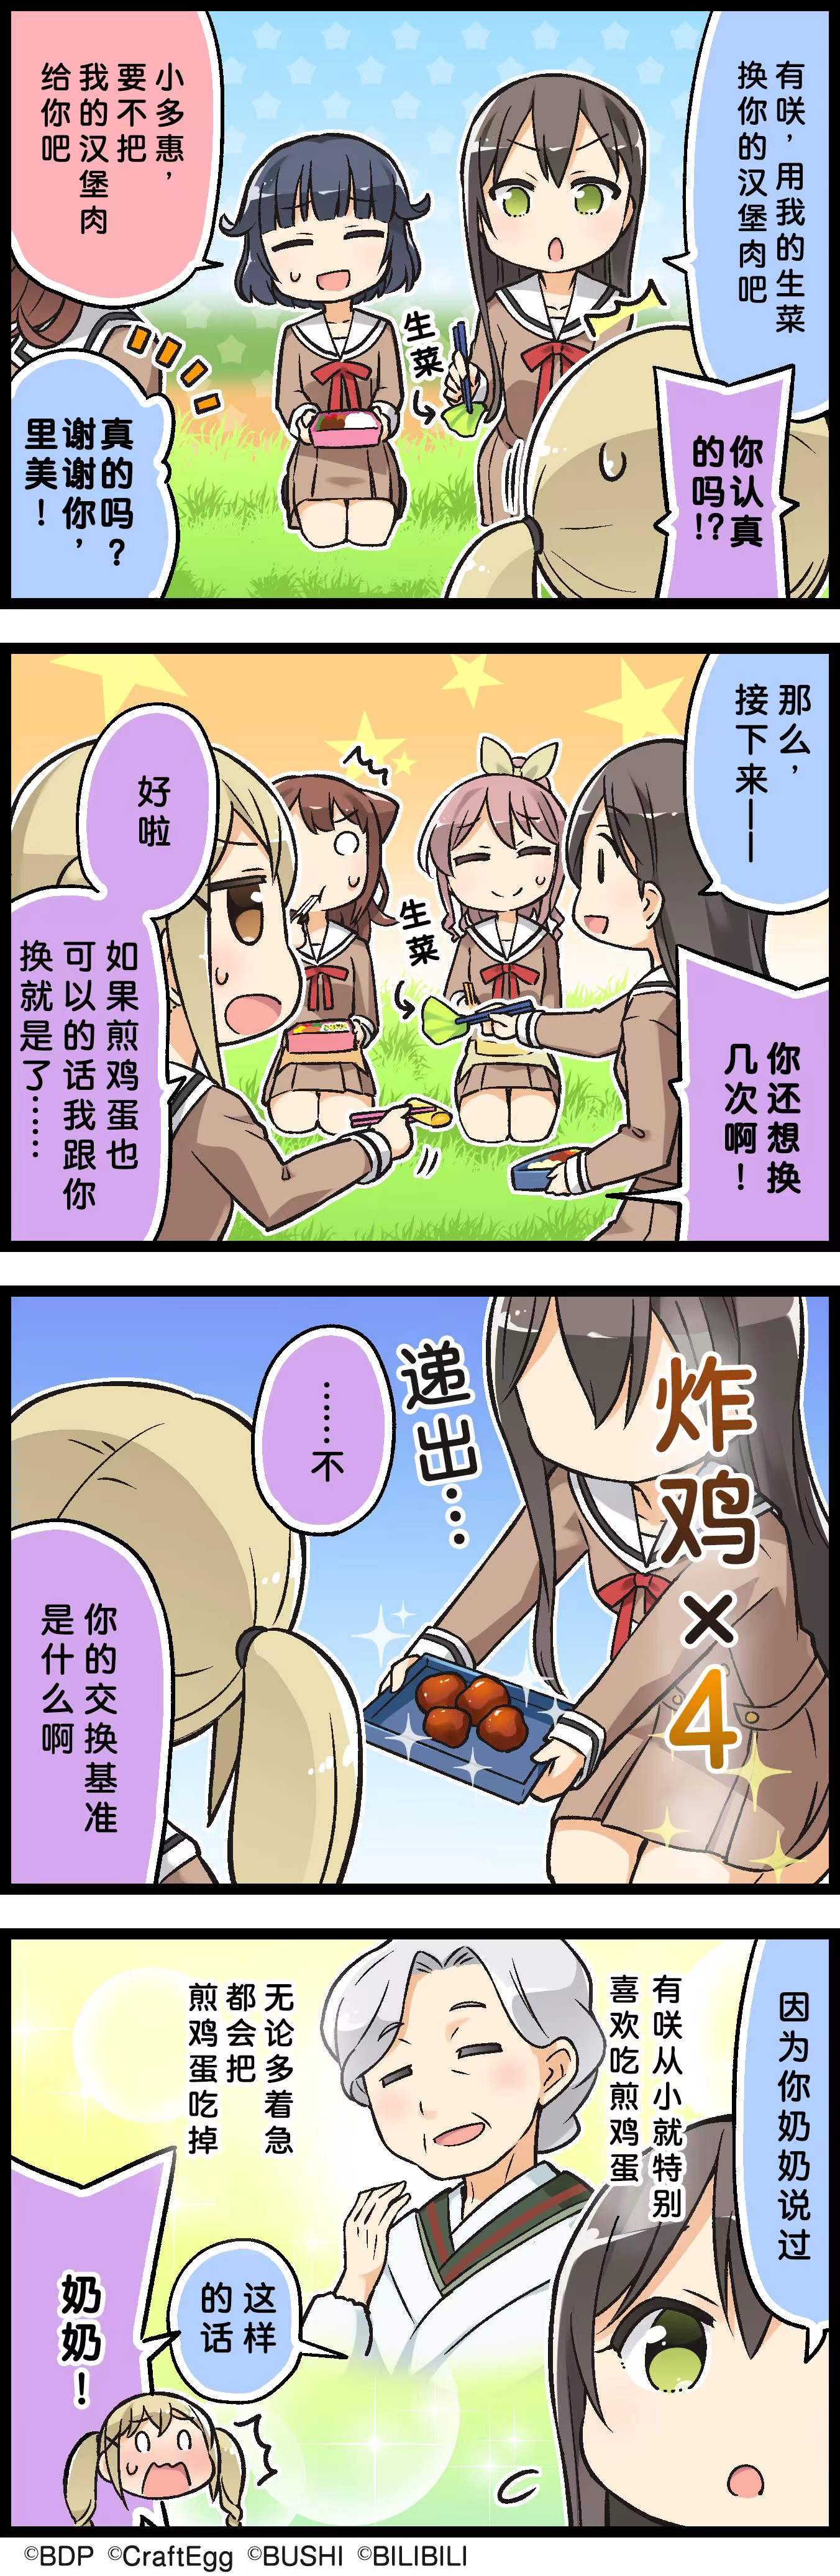 有咲，用我的生菜
换你的汉堡肉吧
你认真
的吗!?
生菜
小多惠，
要不把
我的汉堡肉
给你吧
真的吗？
谢谢你，
里美！
那么，
接下来——
你还想换
几次啊！
生菜
好啦
如果煎鸡蛋也
可以的话我跟你
换就是了……
炸鸡×4
递出…
……不
你的交换基准
是什么啊
因为你奶奶说过
有咲从小就特别
喜欢吃煎鸡蛋
无论多着急
都会把
煎鸡蛋吃掉
这样
的话
奶奶！
©BDP ©CraftEgg ©BUSHI ©BILIBILI